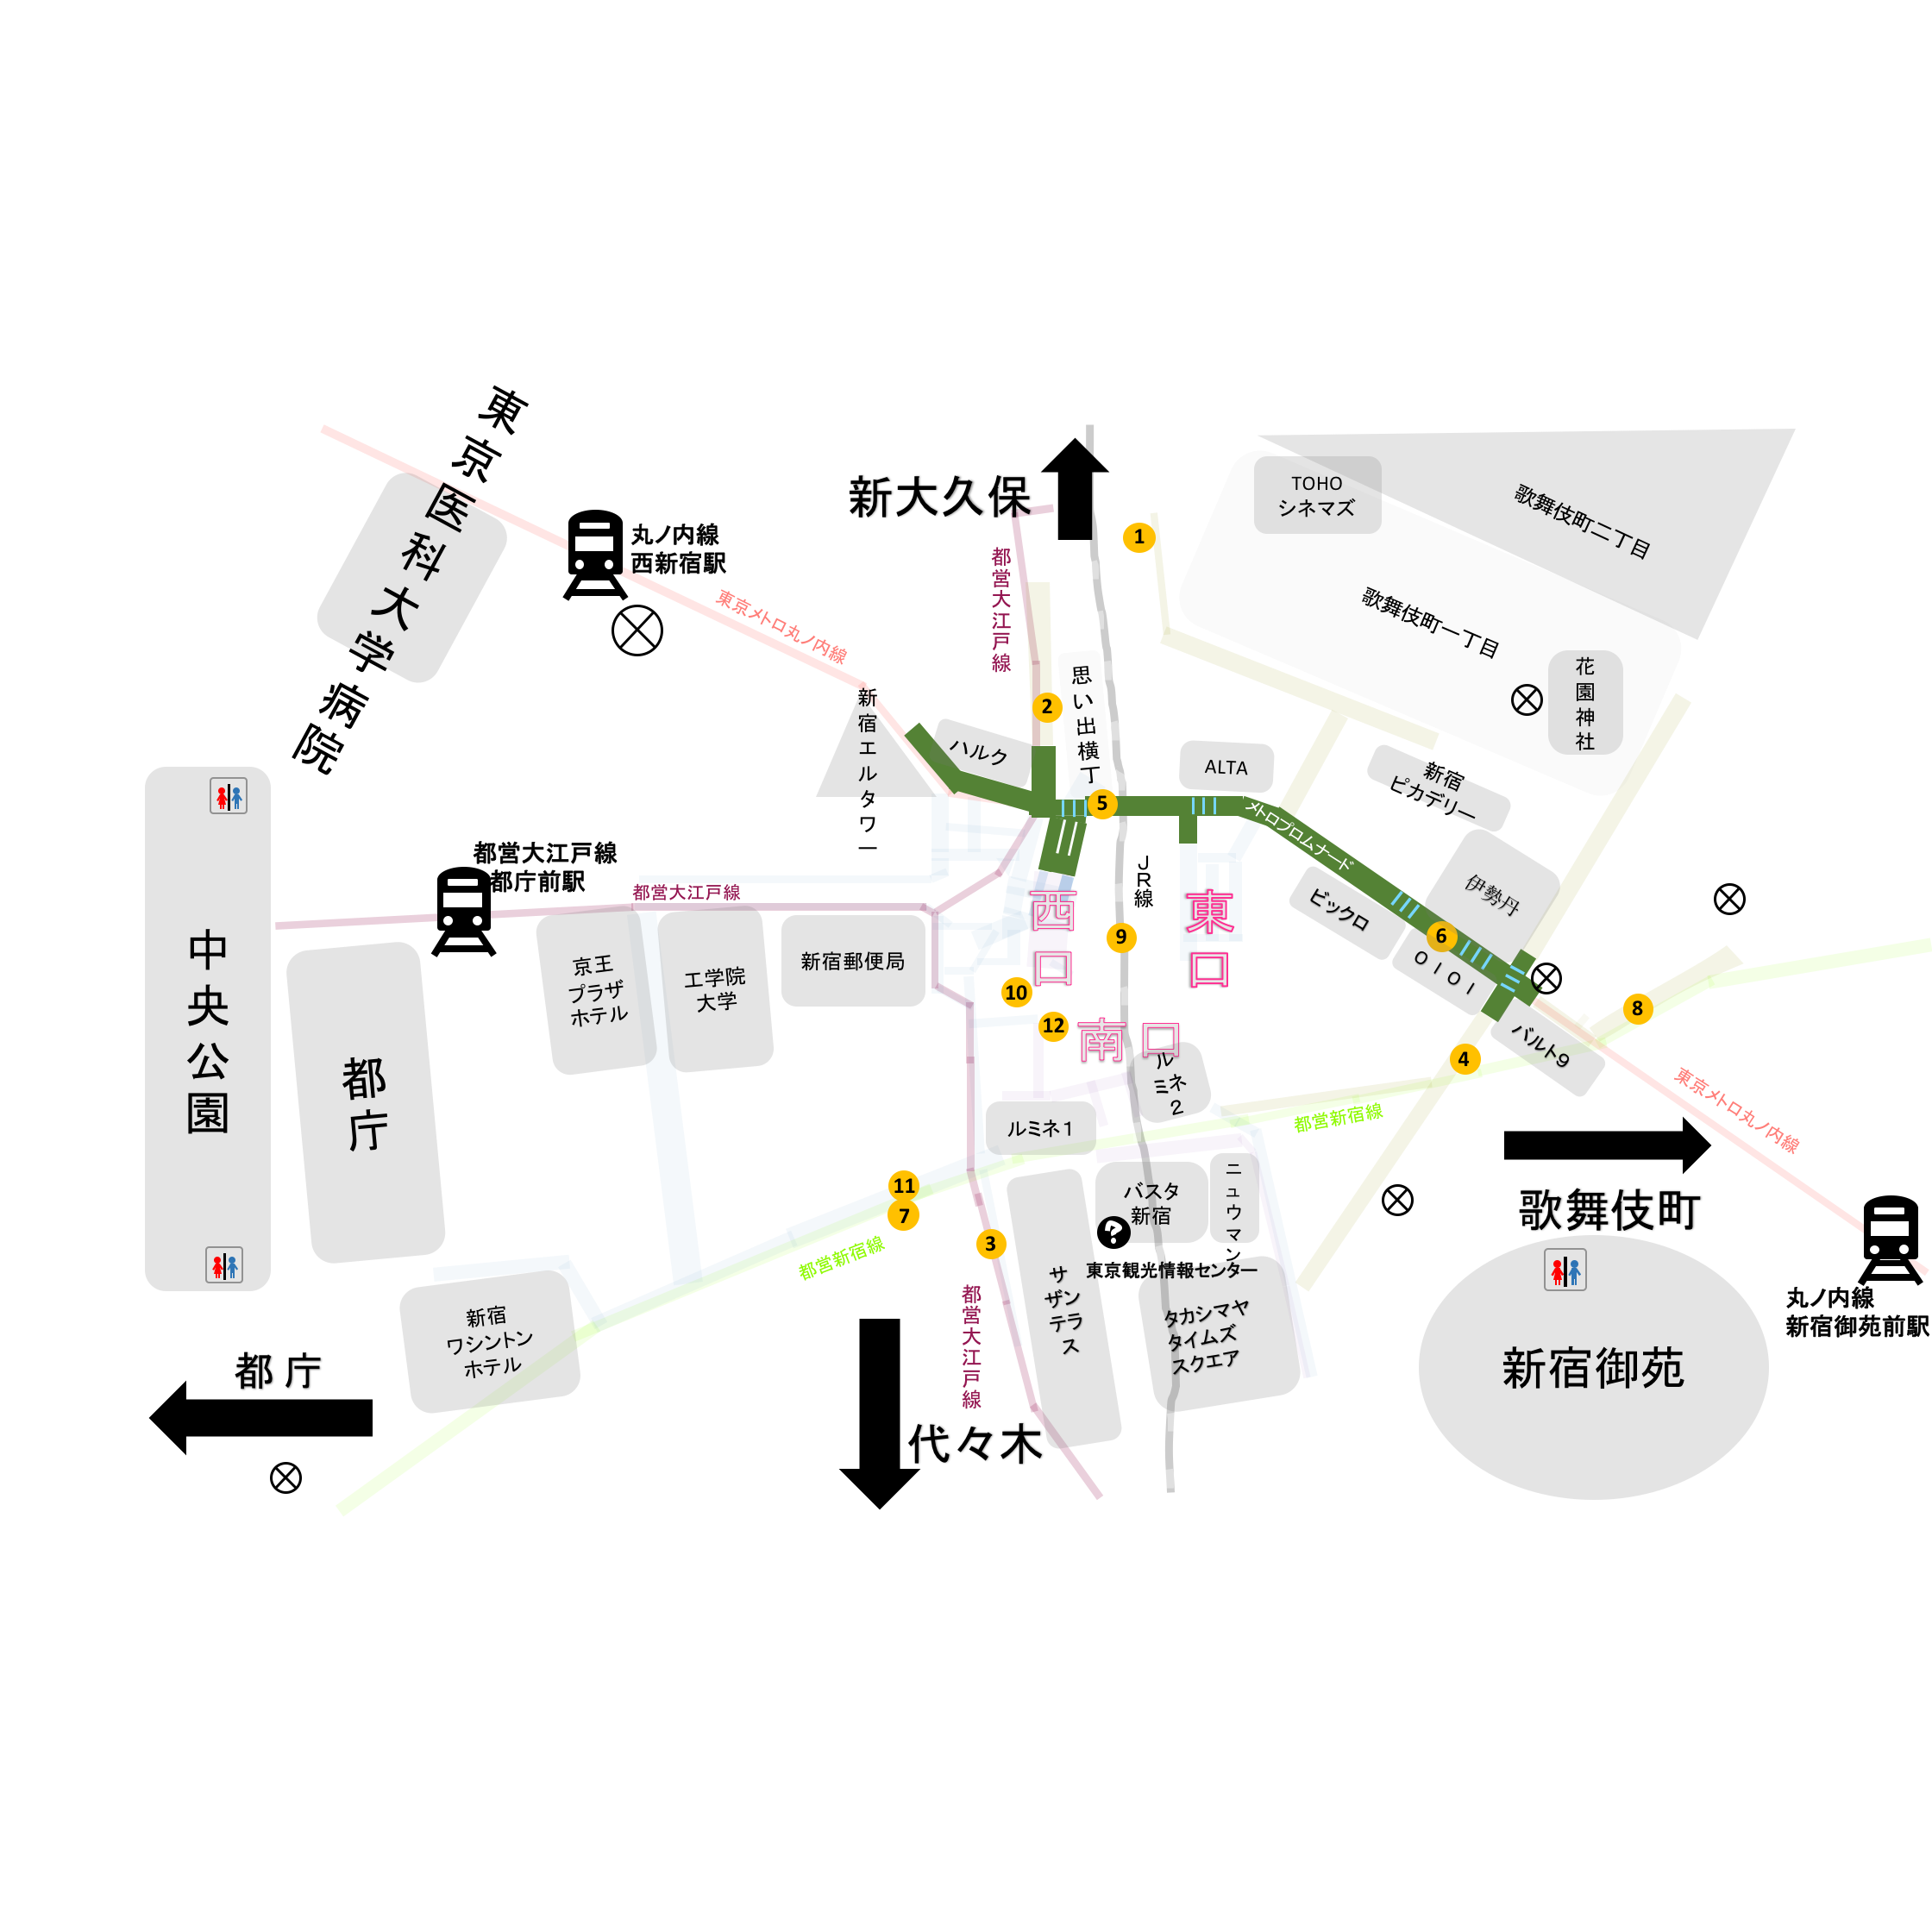 東京医科大学病院
新大久保
TOHO
シネマズ
歌舞伎町二丁目
1
丸ノ内線
西新宿駅
都営大江戸線
東京メトロ丸ノ内線
歌舞伎町一丁目
花園神社
思い出横丁
2
新宿エルタワー
ハルク
ALTA
新宿
ピカデリー
5
メトロプロムナード
都営大江戸線
都庁前駅
都営大江戸線
JR線
西口
東口
ビックロ
伊勢丹
6
OIOI
9
中央公園
京王
プラザ
ホテル
工学院
大学
新宿郵便局
10
12
南口
8
4
バルト9
都庁
ルミネ2
ルミネ1
都営新宿線
東京メトロ丸ノ内線
11
7
3
バスタ
新宿
ニュウマン
歌舞伎町
都営新宿線
東京観光情報センター
サザンテラス
タカシマヤ
タイムズ
スクエア
都営大江戸線
新宿
ワシントン
ホテル
丸ノ内線
新宿御苑前駅
新宿御苑
都庁
代々木